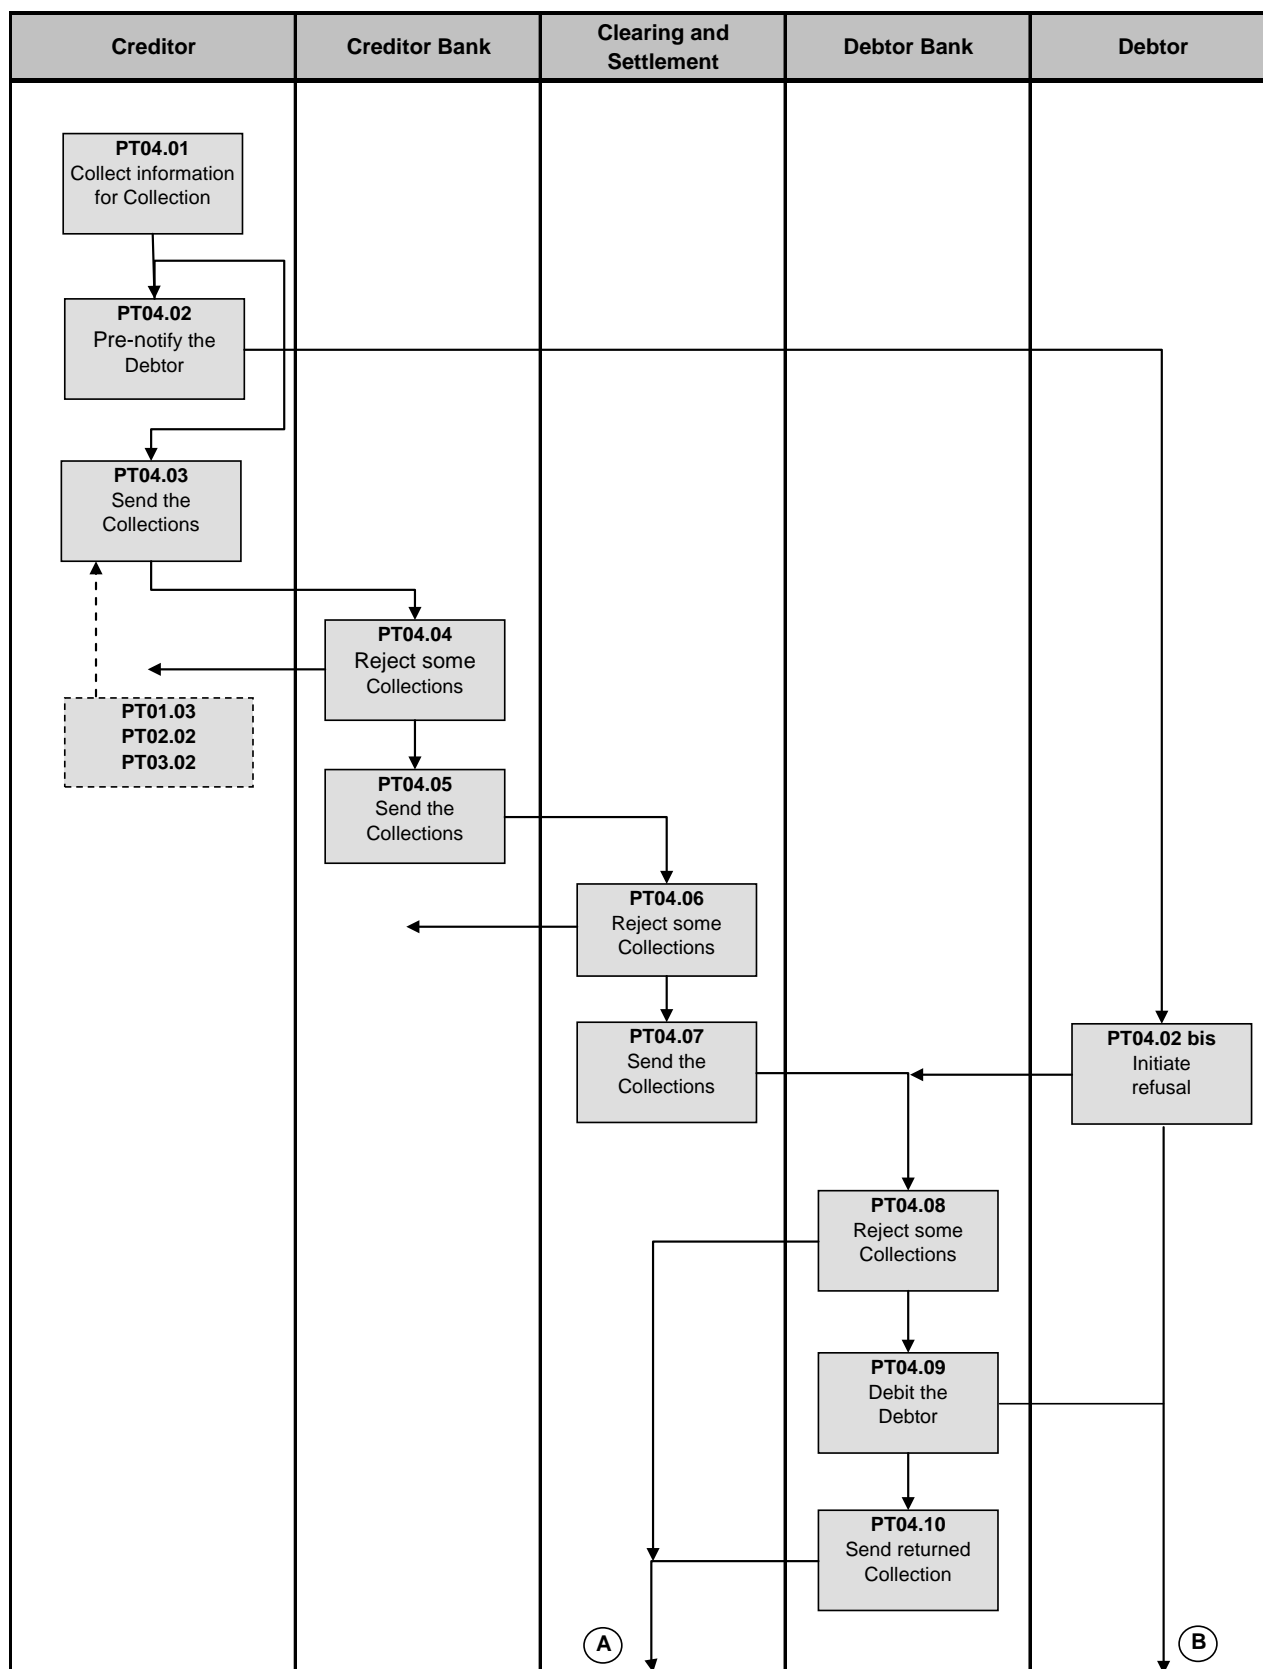 Creditor
Creditor Bank
Clearing and
Settlement
Debtor Bank
Debtor
PT04.01
Collect information
for Collection
PT04.02
Pre-notify the
Debtor
PT04.03
Send the
Collections
PT04.04
Reject some
Collections
PT01.03
PT02.02
PT03.02
PT04.05
Send the
Collections
PT04.06
Reject some
Collections
PT04.07
Send the
Collections
PT04.02 bis
Initiate
refusal
PT04.08
Reject some
Collections
PT04.09
Debit the
Debtor
PT04.10
Send returned
Collection
A
B